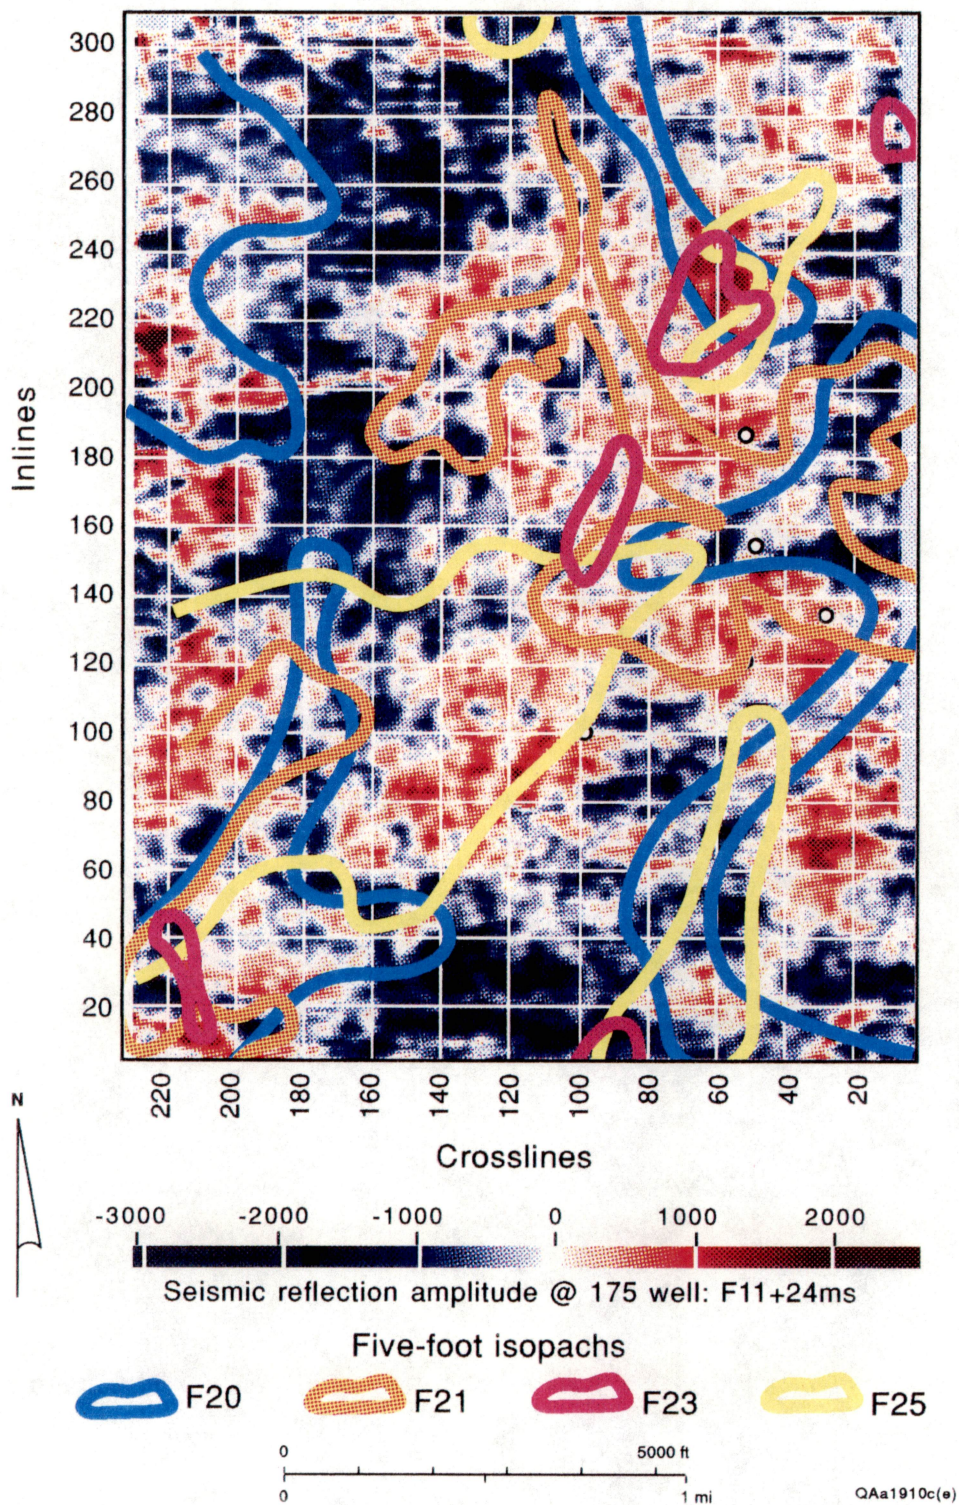 300
280
260
240
220
200
180
160
140
120
100
80
60
40
20
Inlines
220
200
180
160
140
120
100
80
60
40
20
Crosslines
N
-3000 -2000 -1000 0 1000 2000
Seismic reflection amplitude @ 175 well: F11+24ms
Five-foot isopachs
F20 F21 F23 F25
0 5000 ft
0 1 mi
QAa1910c(e)